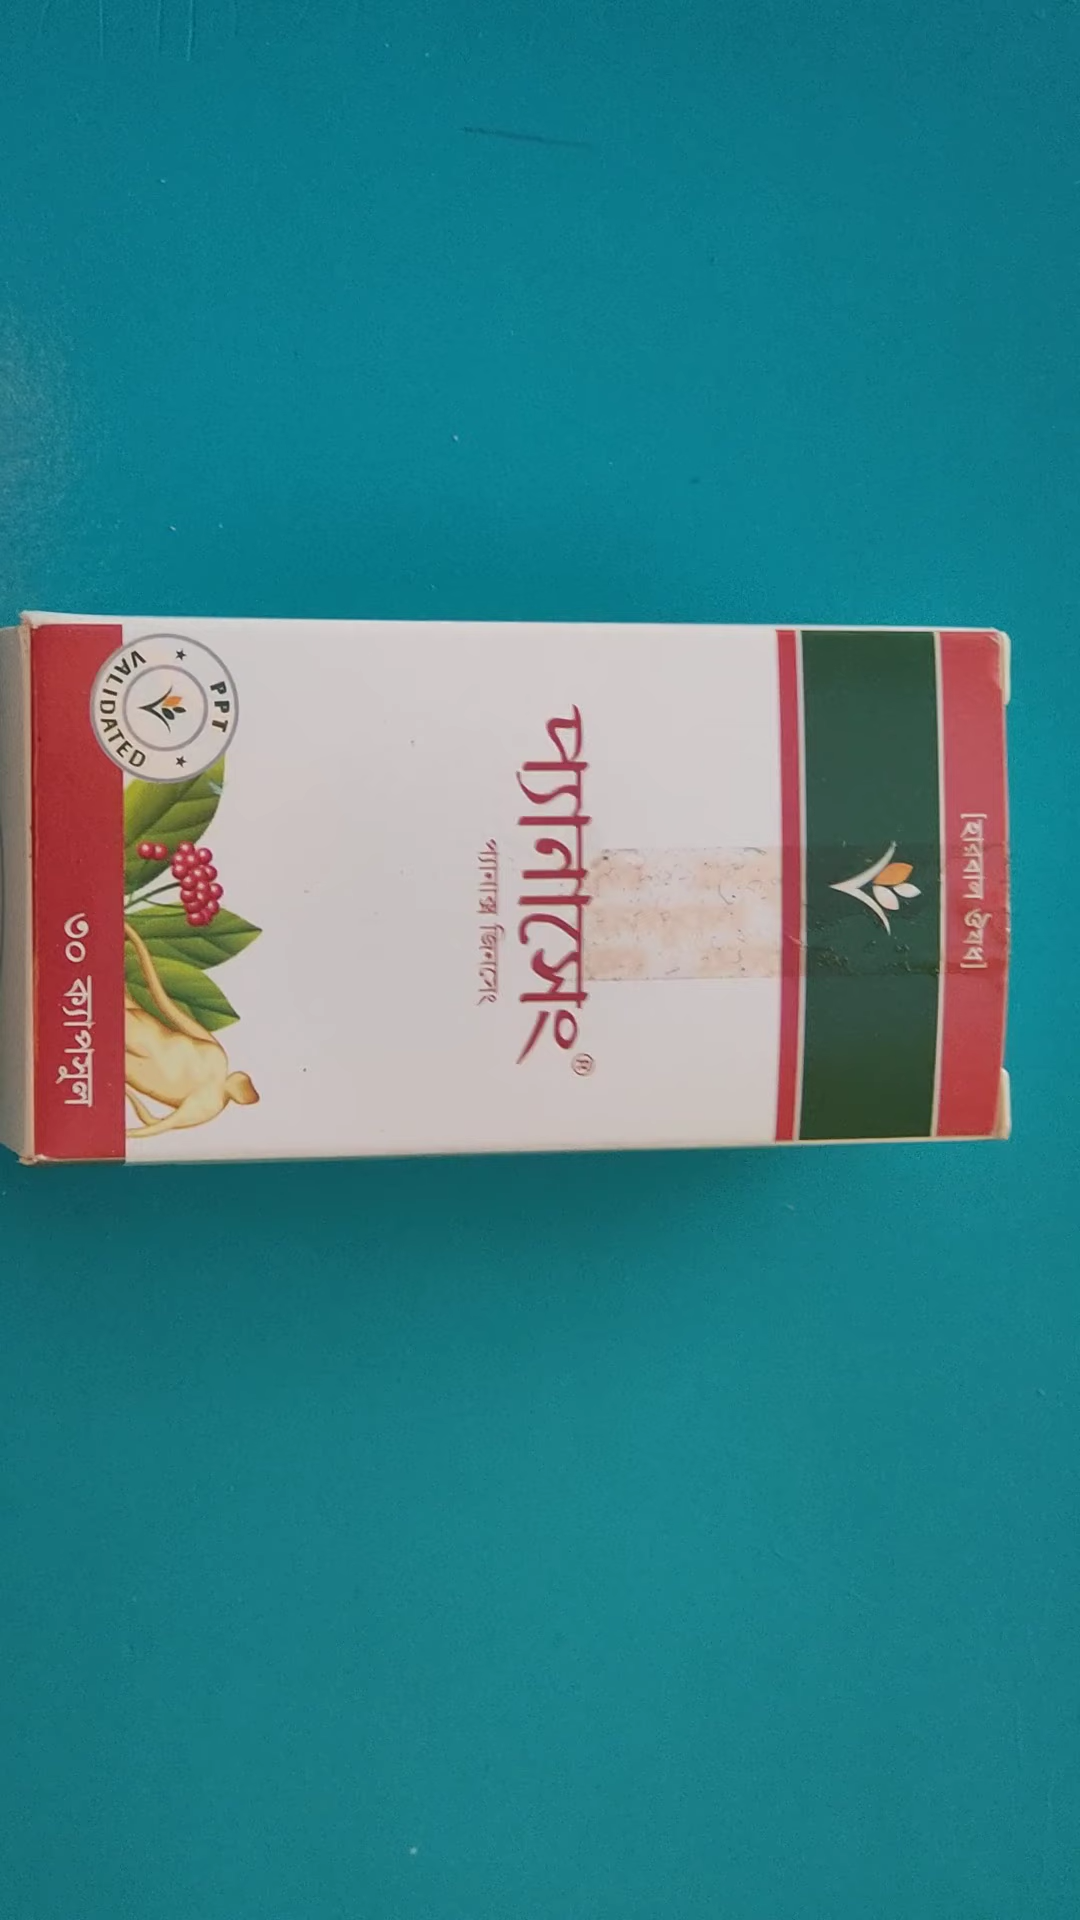 [হারবাল ঔষধ]
প্যানাসেং®
প্যানাক্স জিনসেং
PPT
VALIDATED
৩০ ক্যাপসুল